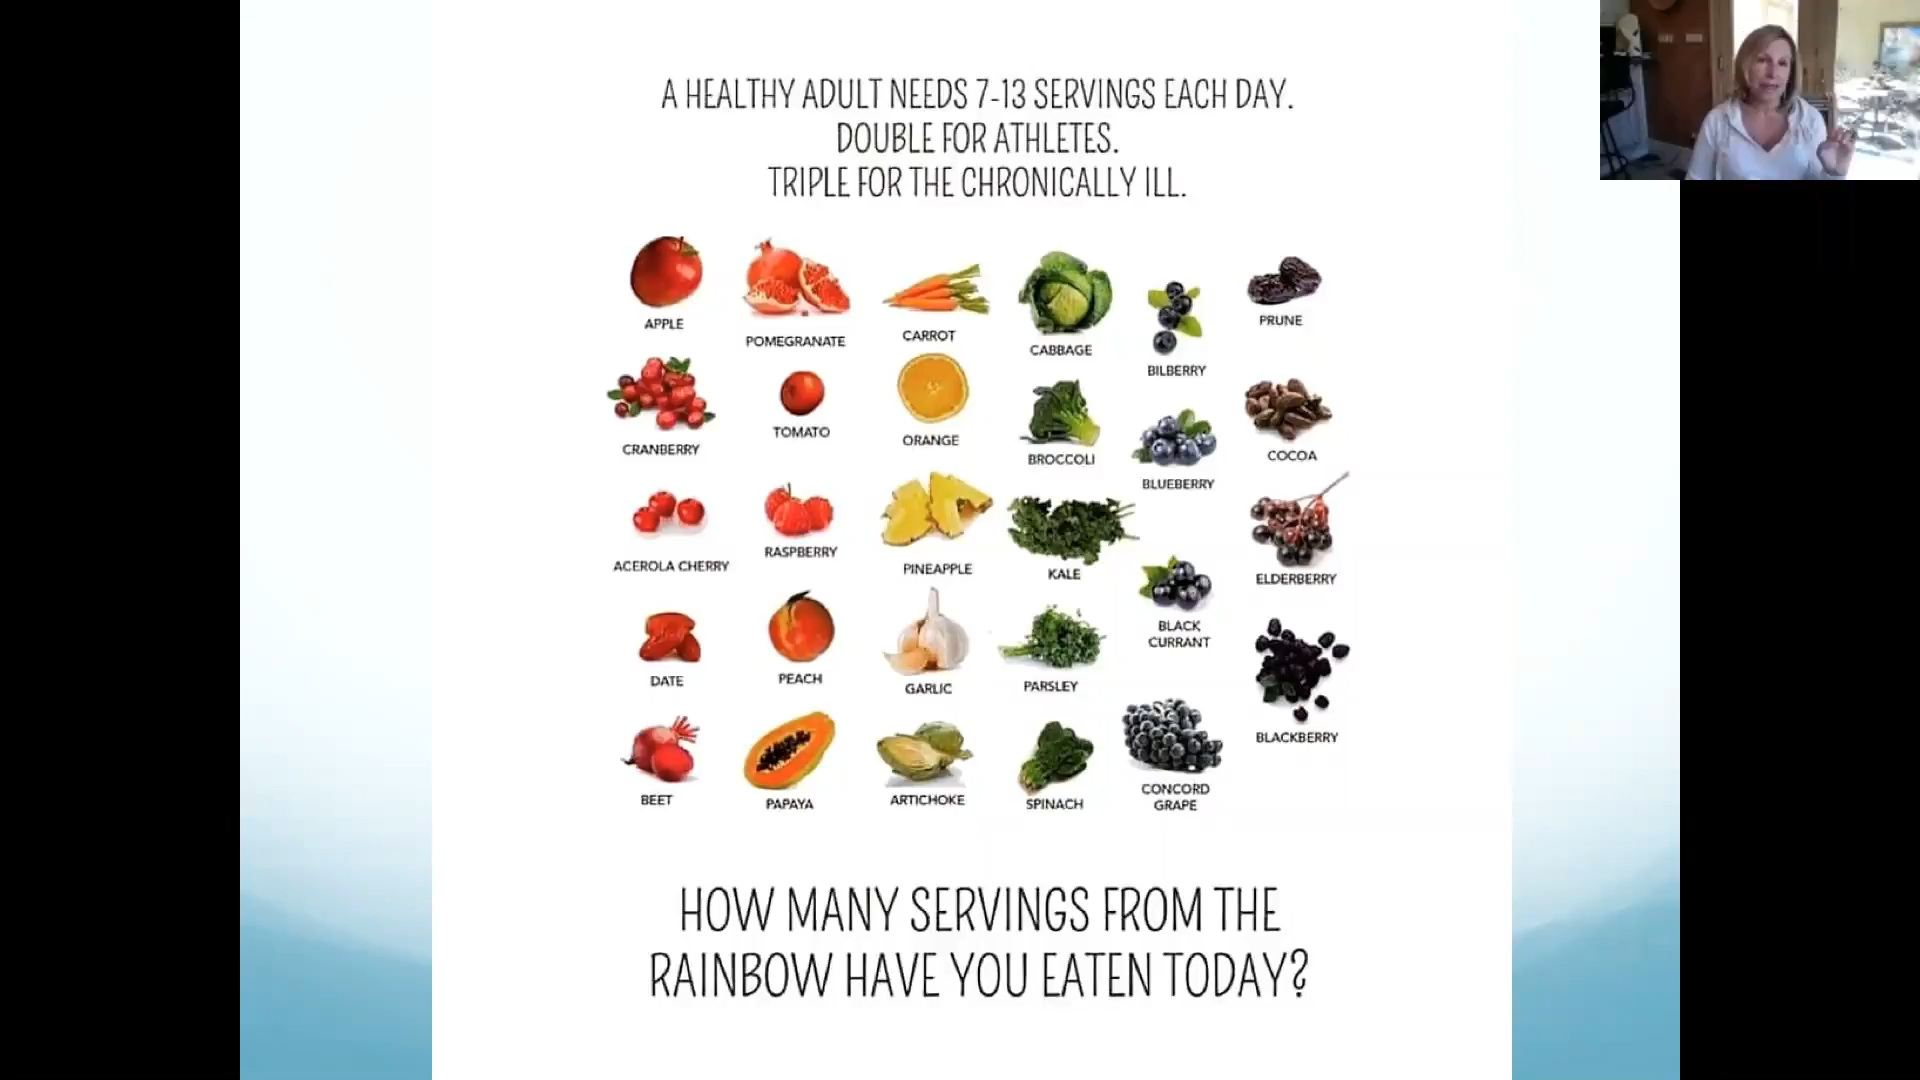 A HEALTHY ADULT NEEDS 7-13 SERVINGS EACH DAY.
DOUBLE FOR ATHLETES.
TRIPLE FOR THE CHRONICALLY ILL.
APPLE
POMEGRANATE
CARROT
CABBAGE
BILBERRY
PRUNE
CRANBERRY
TOMATO
ORANGE
BROCCOLI
BLUEBERRY
COCOA
ACEROLA CHERRY
RASPBERRY
PINEAPPLE
KALE
BLACK
CURRANT
ELDERBERRY
DATE
PEACH
GARLIC
PARSLEY
BLACKBERRY
BEET
PAPAYA
ARTICHOKE
SPINACH
CONCORD
GRAPE
HOW MANY SERVINGS FROM THE
RAINBOW HAVE YOU EATEN TODAY?